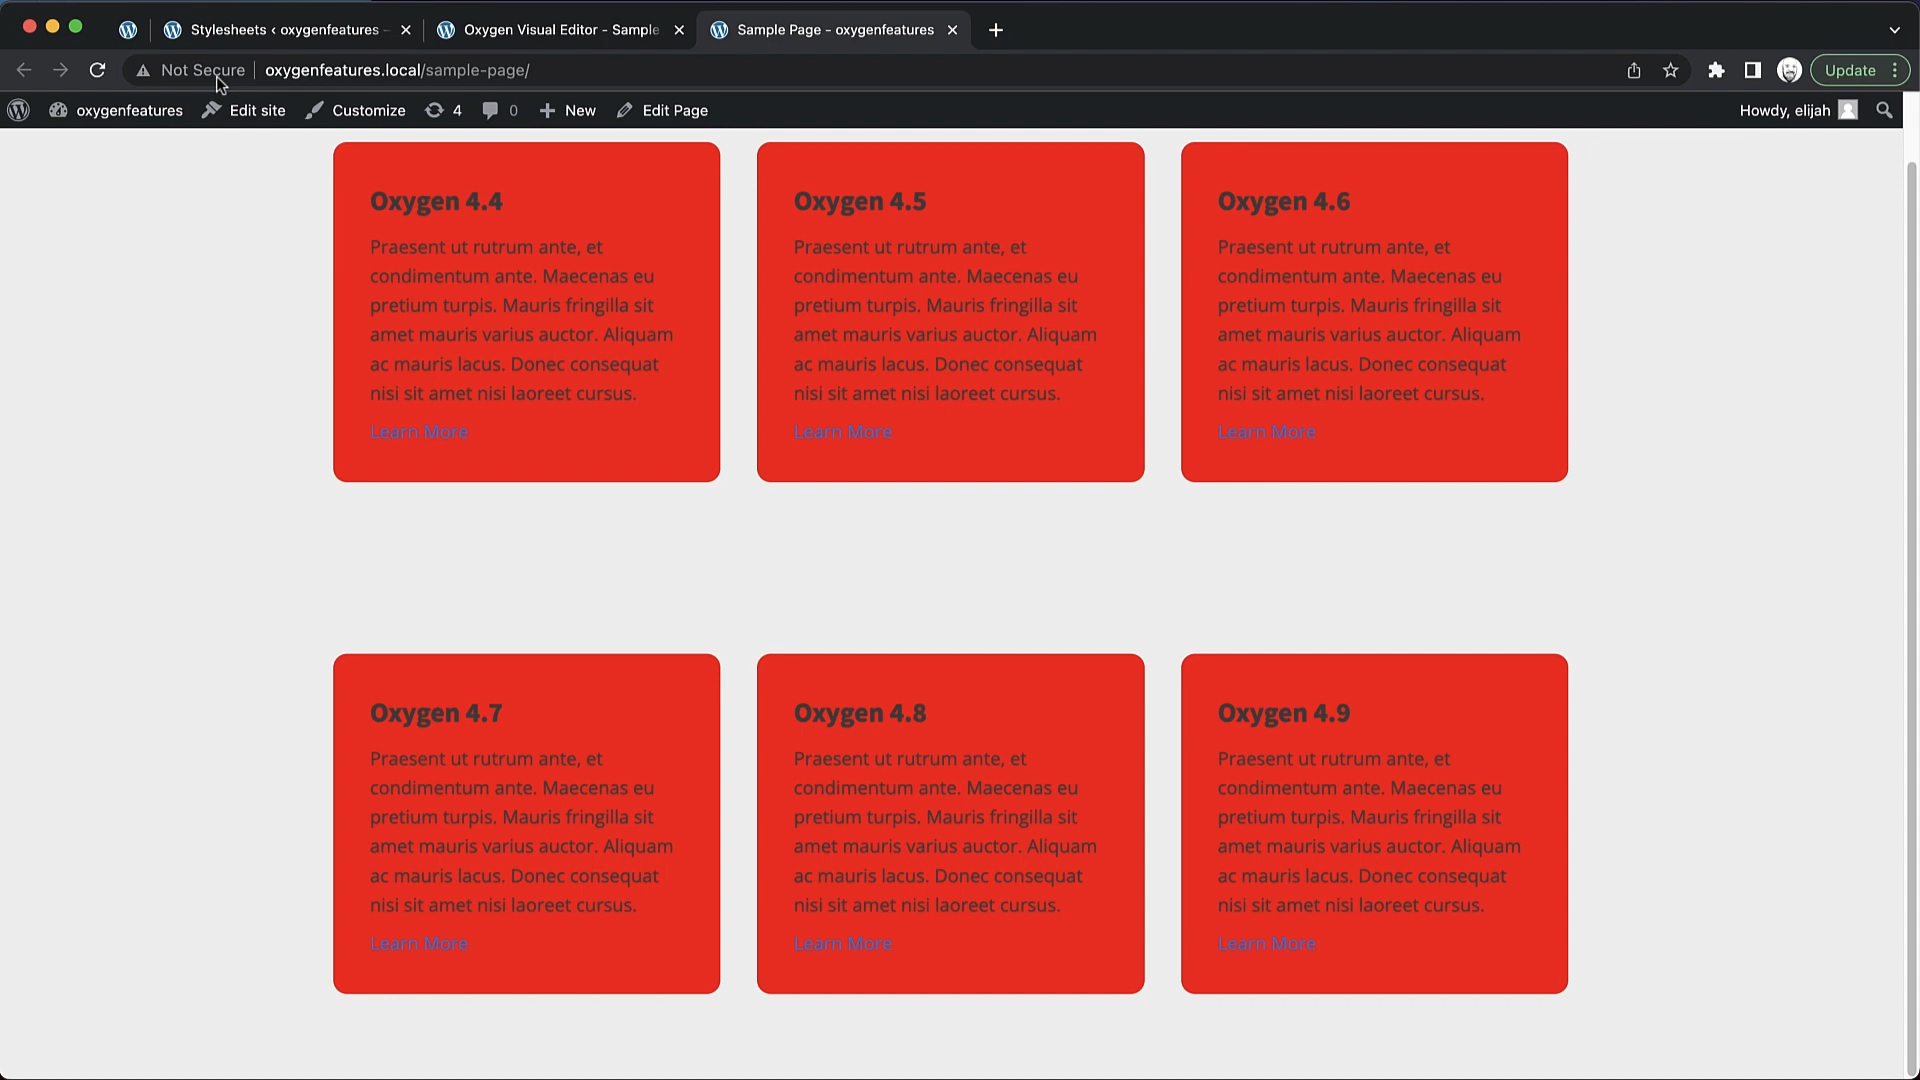 Stylesheets ‹ oxygenfeatures -
Oxygen Visual Editor - Sample
Sample Page - oxygenfeatures
Not Secure
oxygenfeatures.local/sample-page/
Update
oxygenfeatures
Edit site
Customize
4
0
New
Edit Page
Howdy, elijah
Oxygen 4.4
Praesent ut rutrum ante, et
condimentum ante. Maecenas eu
pretium turpis. Mauris fringilla sit
amet mauris varius auctor. Aliquam
ac mauris lacus. Donec consequat
nisi sit amet nisi laoreet cursus.
Learn More
Oxygen 4.5
Praesent ut rutrum ante, et
condimentum ante. Maecenas eu
pretium turpis. Mauris fringilla sit
amet mauris varius auctor. Aliquam
ac mauris lacus. Donec consequat
nisi sit amet nisi laoreet cursus.
Learn More
Oxygen 4.6
Praesent ut rutrum ante, et
condimentum ante. Maecenas eu
pretium turpis. Mauris fringilla sit
amet mauris varius auctor. Aliquam
ac mauris lacus. Donec consequat
nisi sit amet nisi laoreet cursus.
Learn More
Oxygen 4.7
Praesent ut rutrum ante, et
condimentum ante. Maecenas eu
pretium turpis. Mauris fringilla sit
amet mauris varius auctor. Aliquam
ac mauris lacus. Donec consequat
nisi sit amet nisi laoreet cursus.
Learn More
Oxygen 4.8
Praesent ut rutrum ante, et
condimentum ante. Maecenas eu
pretium turpis. Mauris fringilla sit
amet mauris varius auctor. Aliquam
ac mauris lacus. Donec consequat
nisi sit amet nisi laoreet cursus.
Learn More
Oxygen 4.9
Praesent ut rutrum ante, et
condimentum ante. Maecenas eu
pretium turpis. Mauris fringilla sit
amet mauris varius auctor. Aliquam
ac mauris lacus. Donec consequat
nisi sit amet nisi laoreet cursus.
Learn More